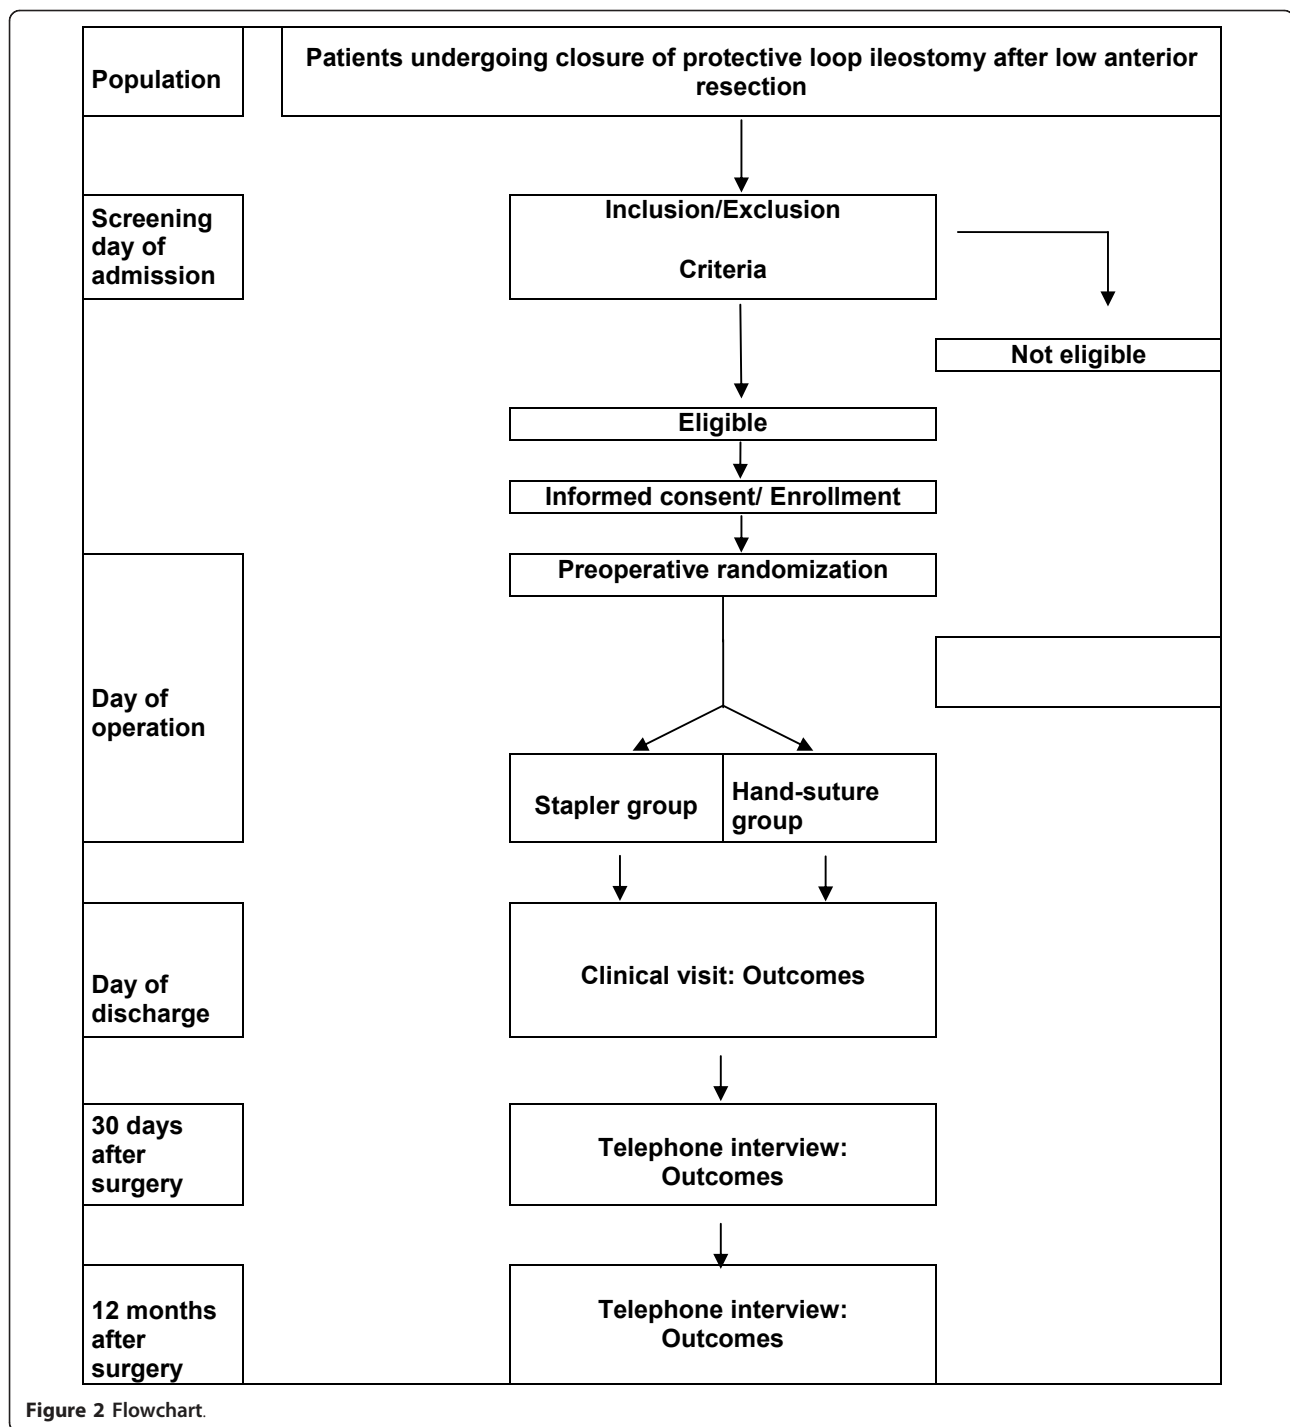 Population
Patients undergoing closure of protective loop ileostomy after low anterior
resection
Screening
day of
admission
Inclusion/Exclusion
Criteria
Not eligible
Eligible
Informed consent/ Enrollment
Preoperative randomization
Day of
operation
Stapler group
Hand-suture
group
Day of
discharge
Clinical visit: Outcomes
30 days
after
surgery
Telephone interview:
Outcomes
12 months
after
surgery
Telephone interview:
Outcomes
Figure 2 Flowchart.